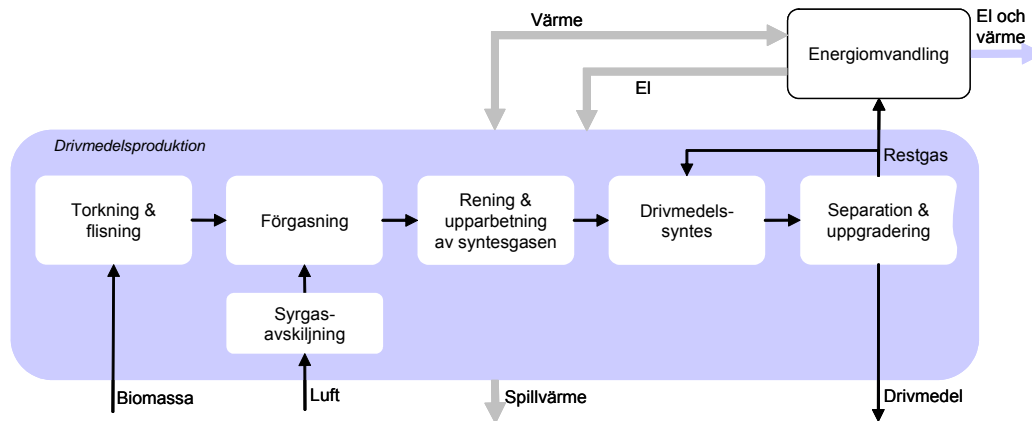 Värme
El och
värme
Energiomvandling
El
Drivmedelsproduktion
Restgas
Torkning &
flisning
Förgasning
Rening &
upparbetning
av syntesgasen
Drivmedels-
syntes
Separation &
uppgradering
Syrgas-
avskiljning
Biomassa
Luft
Spillvärme
Drivmedel